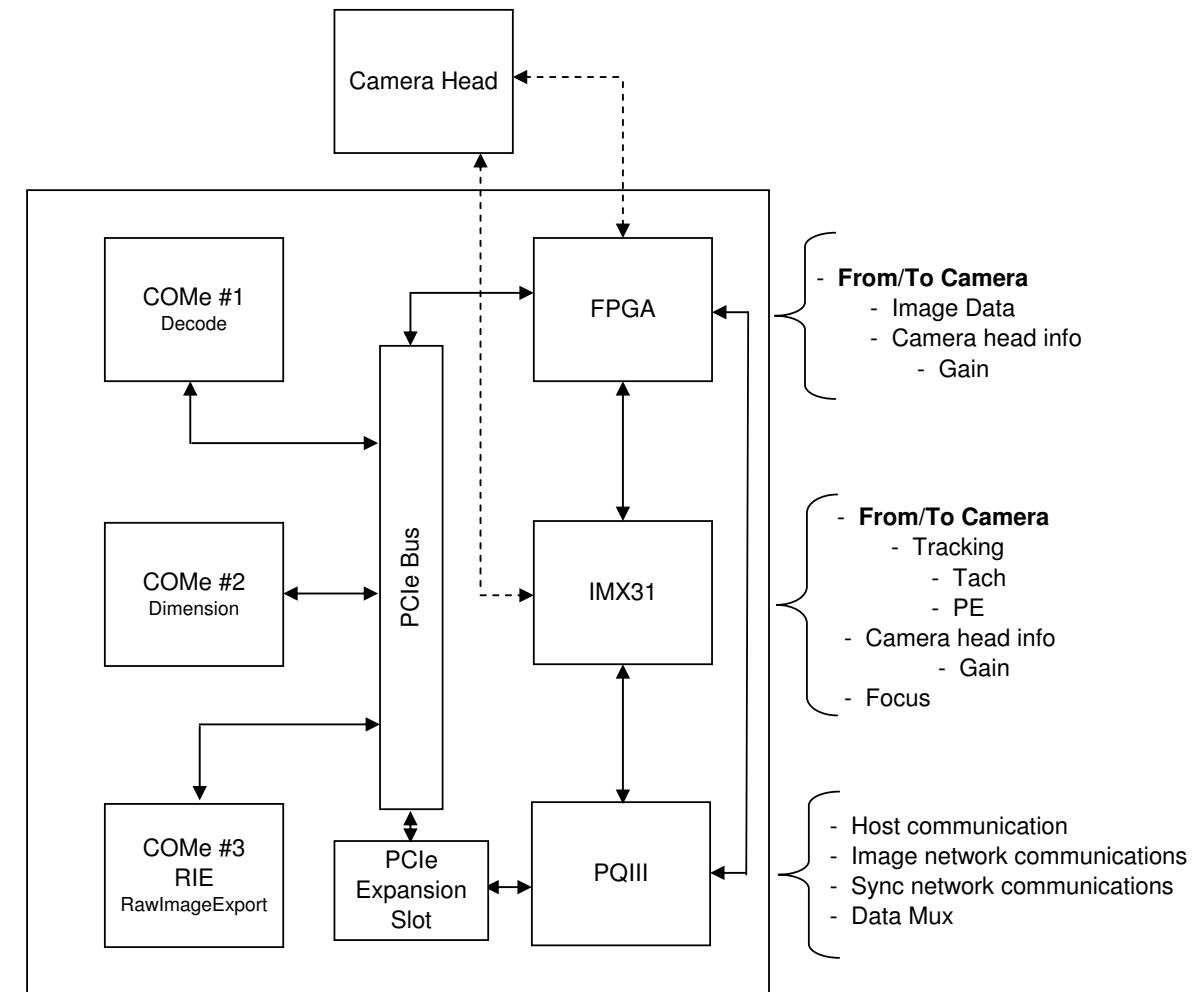 Camera Head
COMe #1
Decode
FPGA
- From/To Camera
- Image Data
- Camera head info
- Gain
PCIe Bus
COMe #2
Dimension
IMX31
- From/To Camera
- Tracking
- Tach
- PE
- Camera head info
- Gain
- Focus
COMe #3
RIE
RawImageExport
PCIe
Expansion
Slot
PQIII
- Host communication
- Image network communications
- Sync network communications
- Data Mux